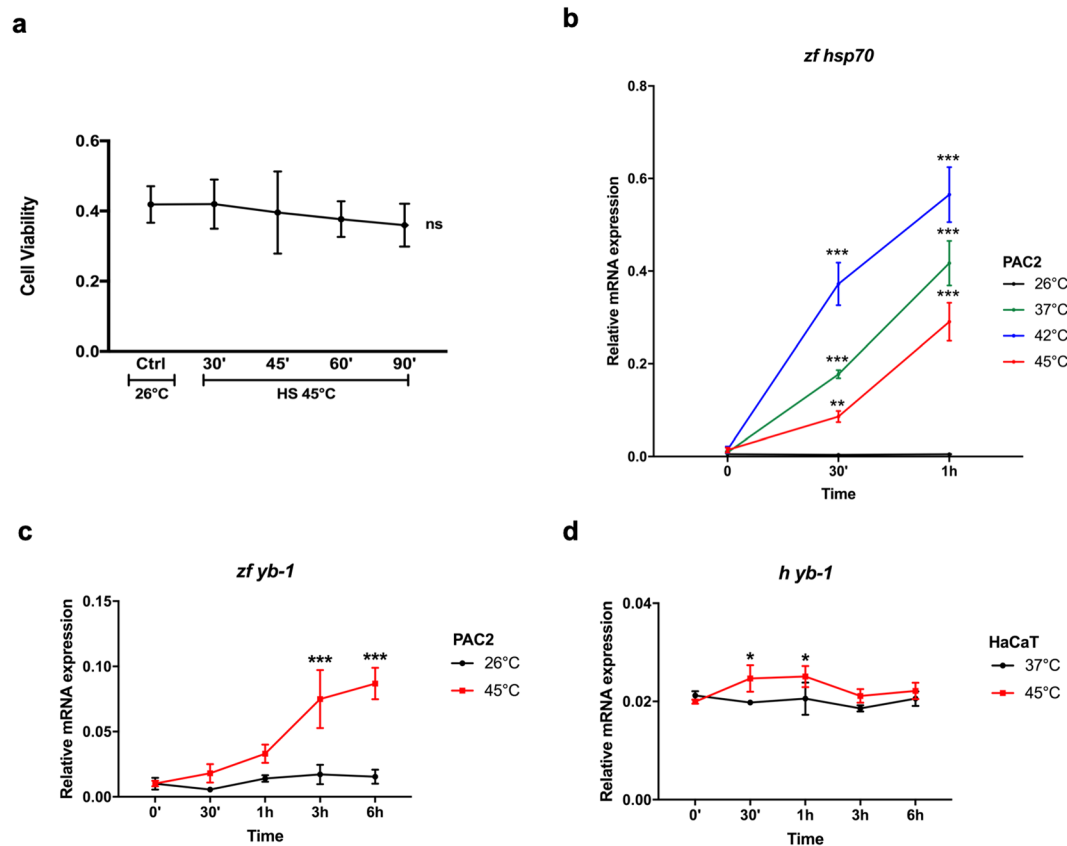 a
0.6
0.4
0.2
0.0
Cell Viability
ns
Ctrl 30' 45' 60' 90'
26°C HS 45°C
b
zf hsp70
0.8
0.6
0.4
0.2
0.0
Relative mRNA expression
***
***
***
***
***
**
0 30' 1h
Time
PAC2
26°C
37°C
42°C
45°C
c
zf yb-1
0.15
0.10
0.05
0.00
Relative mRNA expression
*** ***
0' 30' 1h 3h 6h
Time
PAC2
26°C
45°C
d
h yb-1
0.04
0.02
0.00
Relative mRNA expression
* *
0' 30' 1h 3h 6h
Time
HaCaT
37°C
45°C